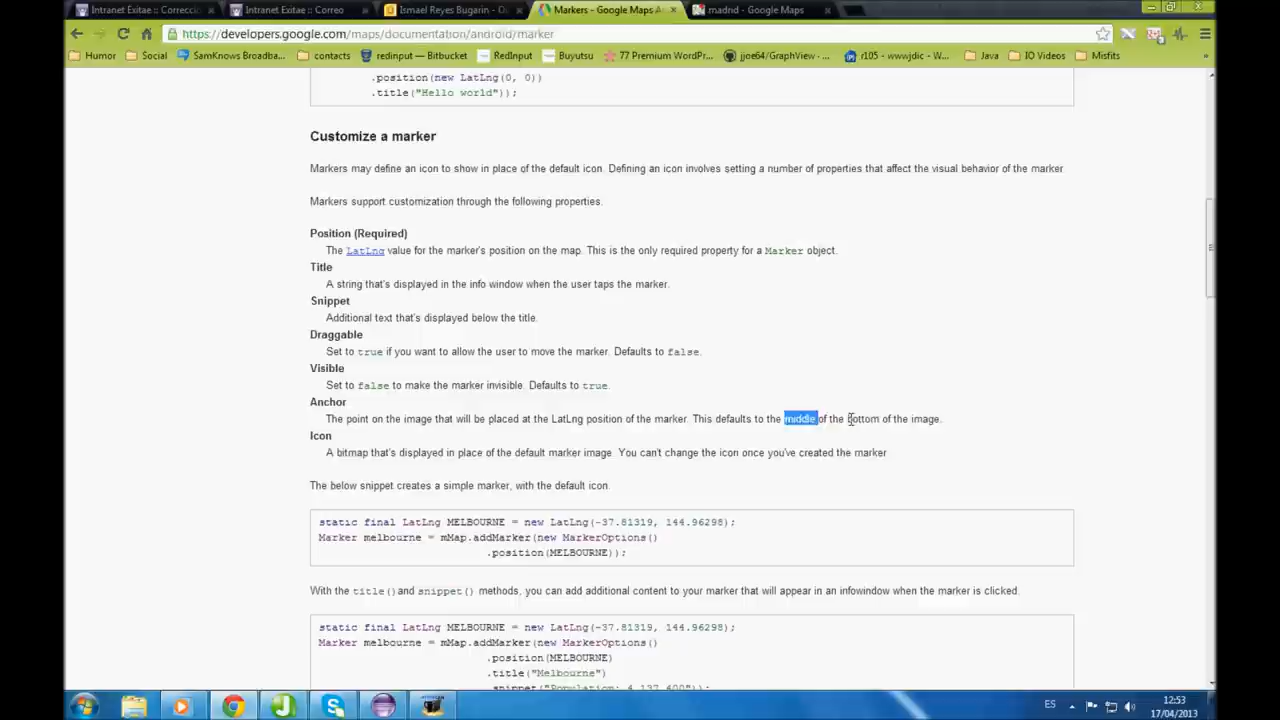 Intranet Exitae :: Correcció
Intranet Exitae :: Correo
Ismael Reyes Bugarin - O
Markers - Google Maps A
madnd - Google Maps
https://developers.google.com/maps/documentation/android/marker
Humor
Social
SamKnows Broadba...
contacts
redinput — Bitbucket
RedInput
Buyutsu
77 Premium WordPr...
jjoe64/GraphView - ...
r105 - wwwjdic - W...
Java
IO Videos
Misfits
.position(new LatLng(0, 0))
.title("Hello world"));
Customize a marker
Markers may define an icon to show in place of the default icon. Defining an icon involves setting a number of properties that affect the visual behavior of the marker.
Markers support customization through the following properties.
Position (Required)
The LatLng value for the marker's position on the map. This is the only required property for a Marker object.
Title
A string that's displayed in the info window when the user taps the marker.
Snippet
Additional text that's displayed below the title.
Draggable
Set to true if you want to allow the user to move the marker. Defaults to false.
Visible
Set to false to make the marker invisible. Defaults to true.
Anchor
The point on the image that will be placed at the LatLng position of the marker. This defaults to the middle of the bottom of the image.
Icon
A bitmap that's displayed in place of the default marker image. You can't change the icon once you've created the marker
The below snippet creates a simple marker, with the default icon.
static final LatLng MELBOURNE = new LatLng(-37.81319, 144.96298);
Marker melbourne = mMap.addMarker(new MarkerOptions()
.position(MELBOURNE));
With the title()and snippet() methods, you can add additional content to your marker that will appear in an infowindow when the marker is clicked.
static final LatLng MELBOURNE = new LatLng(-37.81319, 144.96298);
Marker melbourne = mMap.addMarker(new MarkerOptions()
.position(MELBOURNE)
.title("Melbourne")
.snippet("Population: 4,137,400"));
ES
12:53
17/04/2013